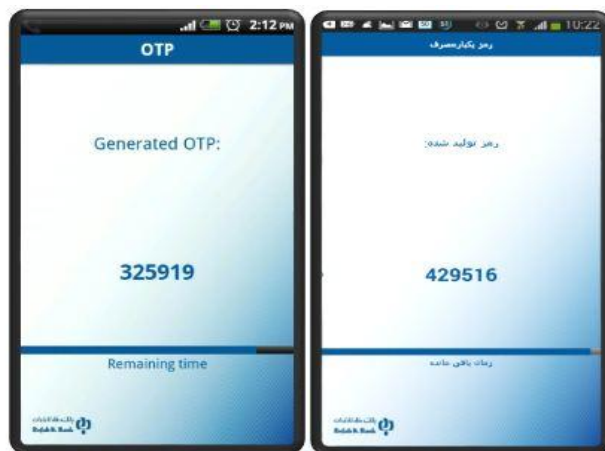 2:12 PM
OTP
Generated OTP:
325919
Remaining time
10:22
رمز یکبارمصرف
رمز تولید شده:
429516
زمان باقی مانده